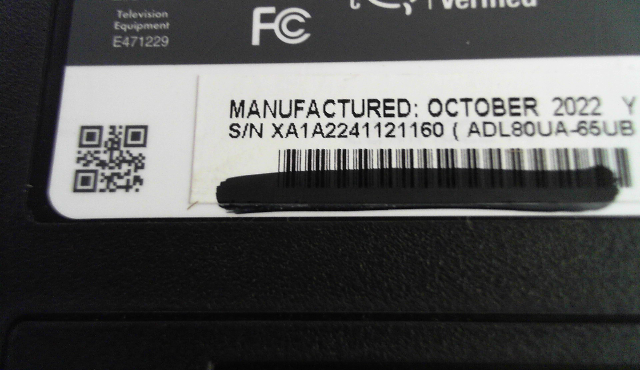 Television
Equipment
E471229
FC
Verified
MANUFACTURED: OCTOBER 2022 Y
S/N XA1A2241121160 ( ADL80UA-65UB